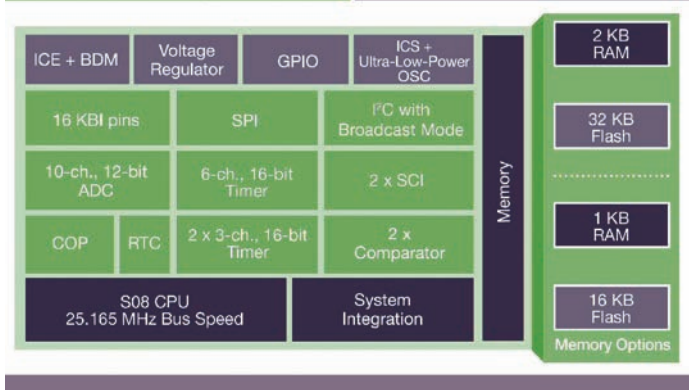 ICE + BDM
Voltage
Regulator
GPIO
ICS +
Ultra-Low-Power
OSC
16 KBI pins
SPI
I²C with
Broadcast Mode
10-ch., 12-bit
ADC
6-ch., 16-bit
Timer
2 x SCI
COP
RTC
2 x 3-ch., 16-bit
Timer
2 x
Comparator
S08 CPU
25.165 MHz Bus Speed
System
Integration
Memory
2 KB
RAM
32 KB
Flash
1 KB
RAM
16 KB
Flash
Memory Options